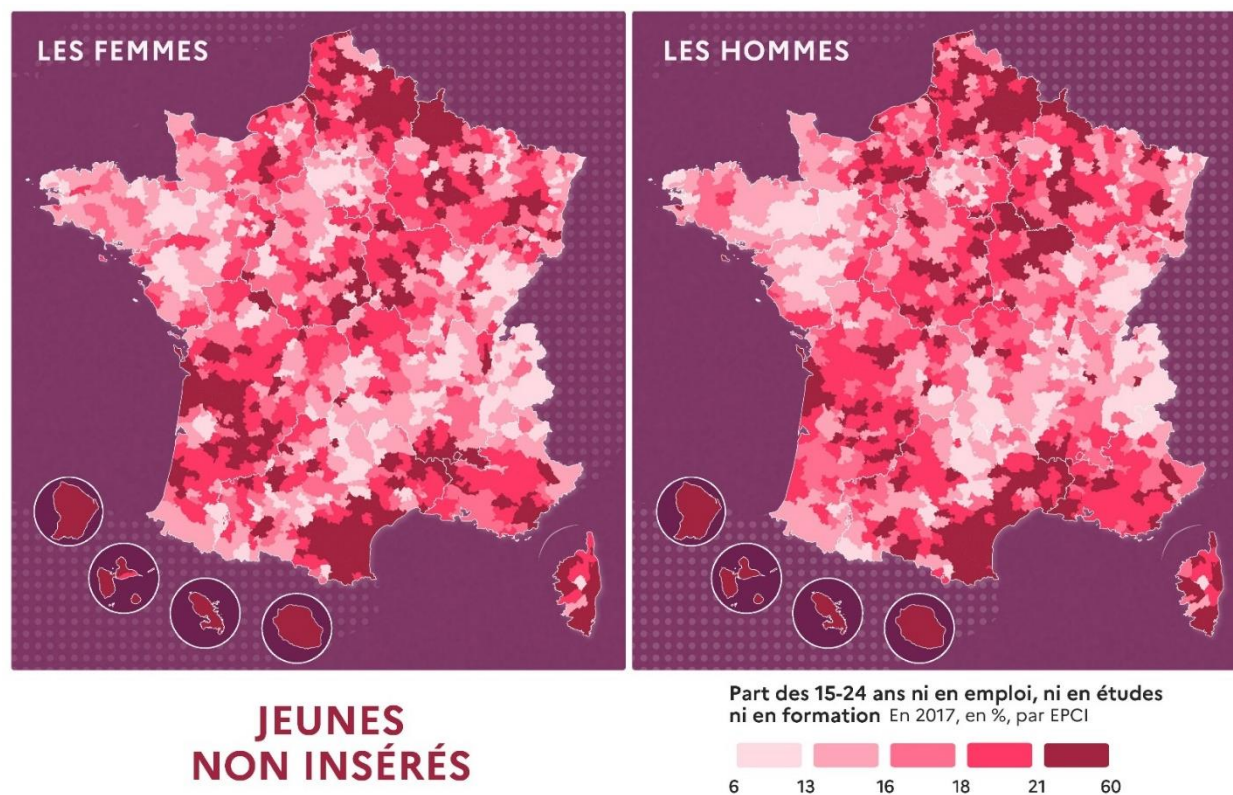 LES FEMMES
LES HOMMES
JEUNES
NON INSÉRÉS
Part des 15-24 ans ni en emploi, ni en études
ni en formation En 2017, en %, par EPCI
6 13 16 18 21 60